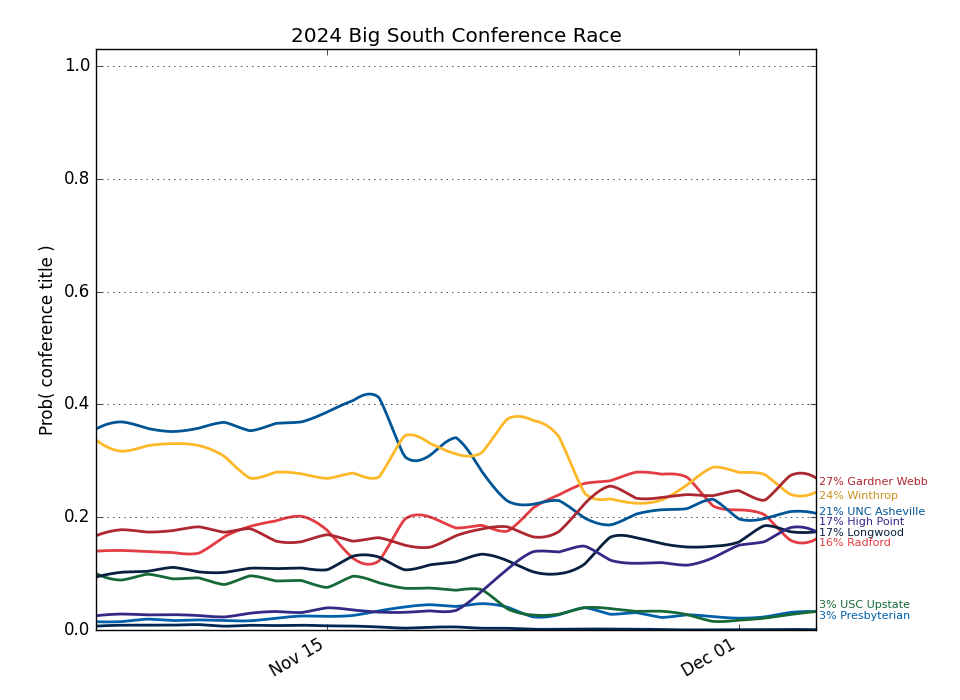 2024 Big South Conference Race
Prob( conference title )
1.0
0.8
0.6
0.4
0.2
0.0
Nov 15
Dec 01
27% Gardner Webb
24% Winthrop
21% UNC Asheville
17% High Point
17% Longwood
16% Radford
3% USC Upstate
3% Presbyterian